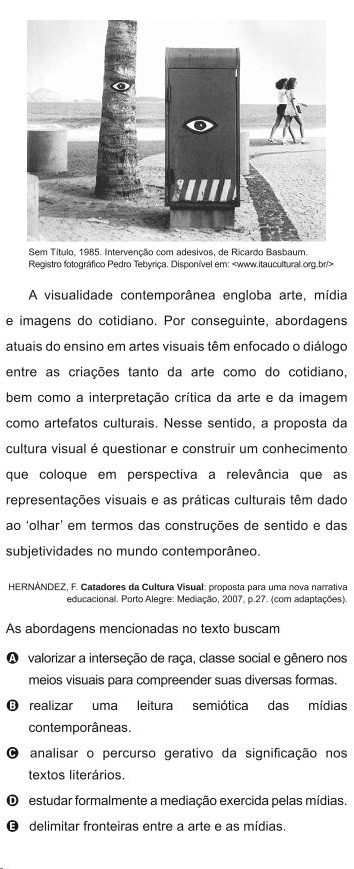 Sem Título, 1985. Intervenção com adesivos, de Ricardo Basbaum.
Registro fotográfico Pedro Tebyriça. Disponível em: <www.itaucultural.org.br/>
A visualidade contemporânea engloba arte, mídia
e imagens do cotidiano. Por conseguinte, abordagens
atuais do ensino em artes visuais têm enfocado o diálogo
entre as criações tanto da arte como do cotidiano,
bem como a interpretação crítica da arte e da imagem
como artefatos culturais. Nesse sentido, a proposta da
cultura visual é questionar e construir um conhecimento
que coloque em perspectiva a relevância que as
representações visuais e as práticas culturais têm dado
ao ‘olhar’ em termos das construções de sentido e das
subjetividades no mundo contemporâneo.
HERNÁNDEZ, F. Catadores da Cultura Visual: proposta para uma nova narrativa
educacional. Porto Alegre: Mediação, 2007, p.27. (com adaptações).
As abordagens mencionadas no texto buscam
A valorizar a interseção de raça, classe social e gênero nos
meios visuais para compreender suas diversas formas.
B realizar uma leitura semiótica das mídias
contemporâneas.
C analisar o percurso gerativo da significação nos
textos literários.
D estudar formalmente a mediação exercida pelas mídias.
E delimitar fronteiras entre a arte e as mídias.